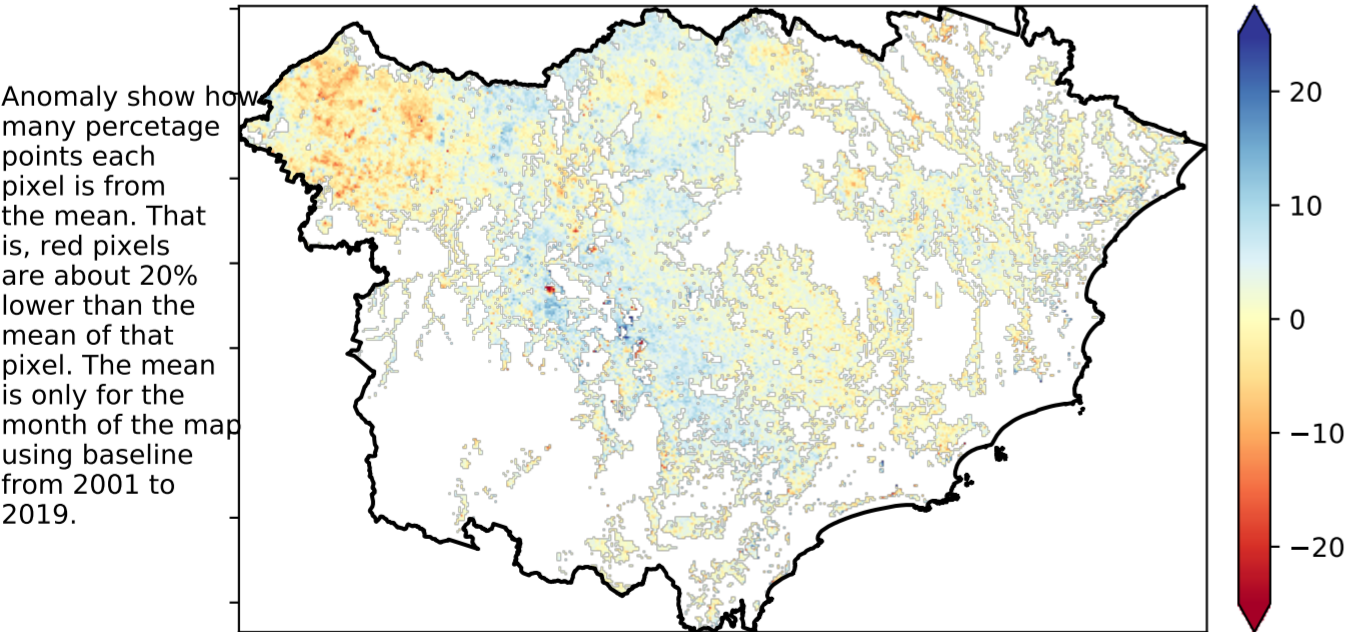 Anomaly show how
many percetage
points each
pixel is from
the mean. That
is, red pixels
are about 20%
lower than the
mean of that
pixel. The mean
is only for the
month of the map
using baseline
from 2001 to
2019.
20
10
0
−10
−20